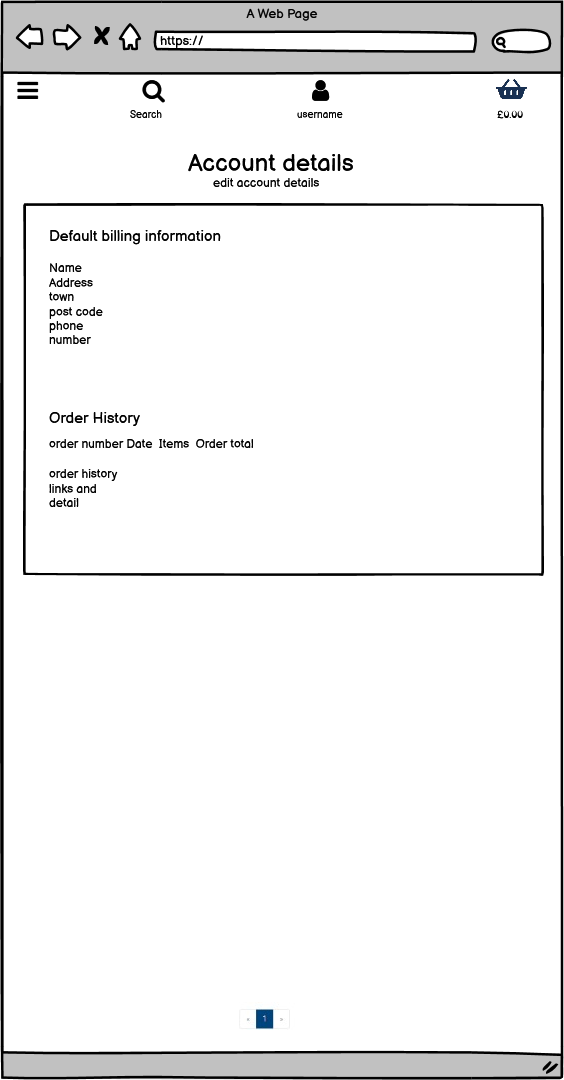 A Web Page
https://
Search
username
£0.00
Account details
edit account details
Default billing information
Name
Address
town
post code
phone
number
Order History
order number Date Items Order total
order history
links and
detail
« 1 »